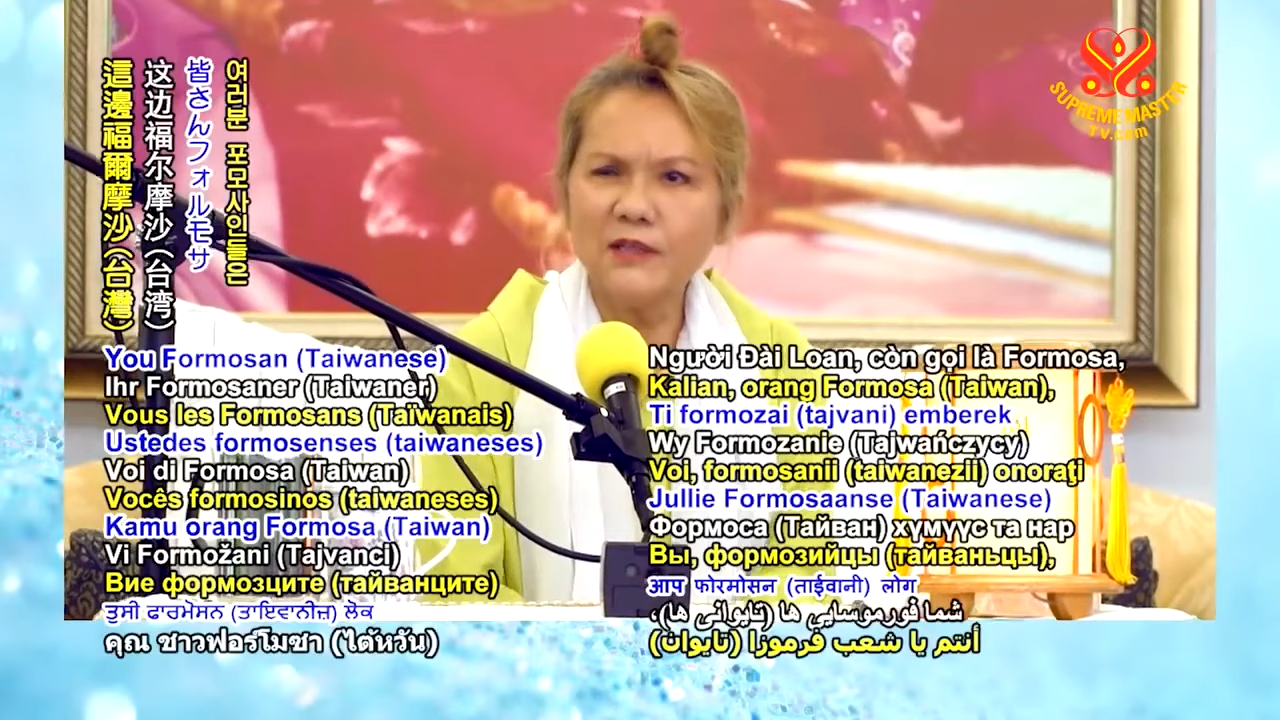 SUPREME MASTER
TV.com
여러분 포모사인들은
皆さんフォルモサ
这边福尔摩沙(台湾)
這邊福爾摩沙(台灣)
You Formosan (Taiwanese)
Ihr Formosaner (Taiwaner)
Vous les Formosans (Taïwanais)
Ustedes formosenses (taiwaneses)
Voi di Formosa (Taiwan)
Vocês formosinos (taiwaneses)
Kamu orang Formosa (Taiwan)
Vi Formožani (Tajvanci)
Вие формозците (тайванците)
ਤੁਸੀ ਫਾਰਮੋਸਨ (ਤਾਇਵਾਨੀਜ਼) ਲੋਕ
คุณ ชาวฟอร์โมซา (ไต้หวัน)
Người Đài Loan, còn gọi là Formosa,
Kalian, orang Formosa (Taiwan),
Ti formozai (tajvani) emberek
Wy Formozanie (Tajwańczycy)
Voi, formosanii (taiwanezii) onoraţi
Jullie Formosaanse (Taiwanese)
Формоса (Тайван) хүмүүс та нар
Вы, формозийцы (тайваньцы),
आप फोरमोसन (ताईवानी) लोग
شما فورموسایی ها (تایوانی ها)،
أنتم يا شعب فرموزا (تايوان)